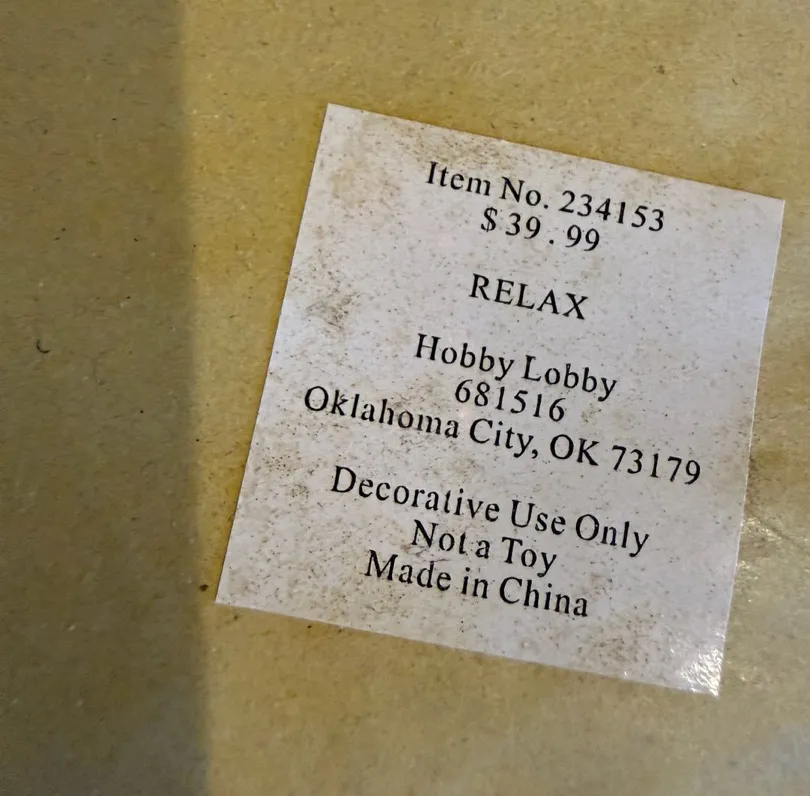 Item No. 234153
$39.99
RELAX
Hobby Lobby
681516
Oklahoma City, OK 73179
Decorative Use Only
Not a Toy
Made in China